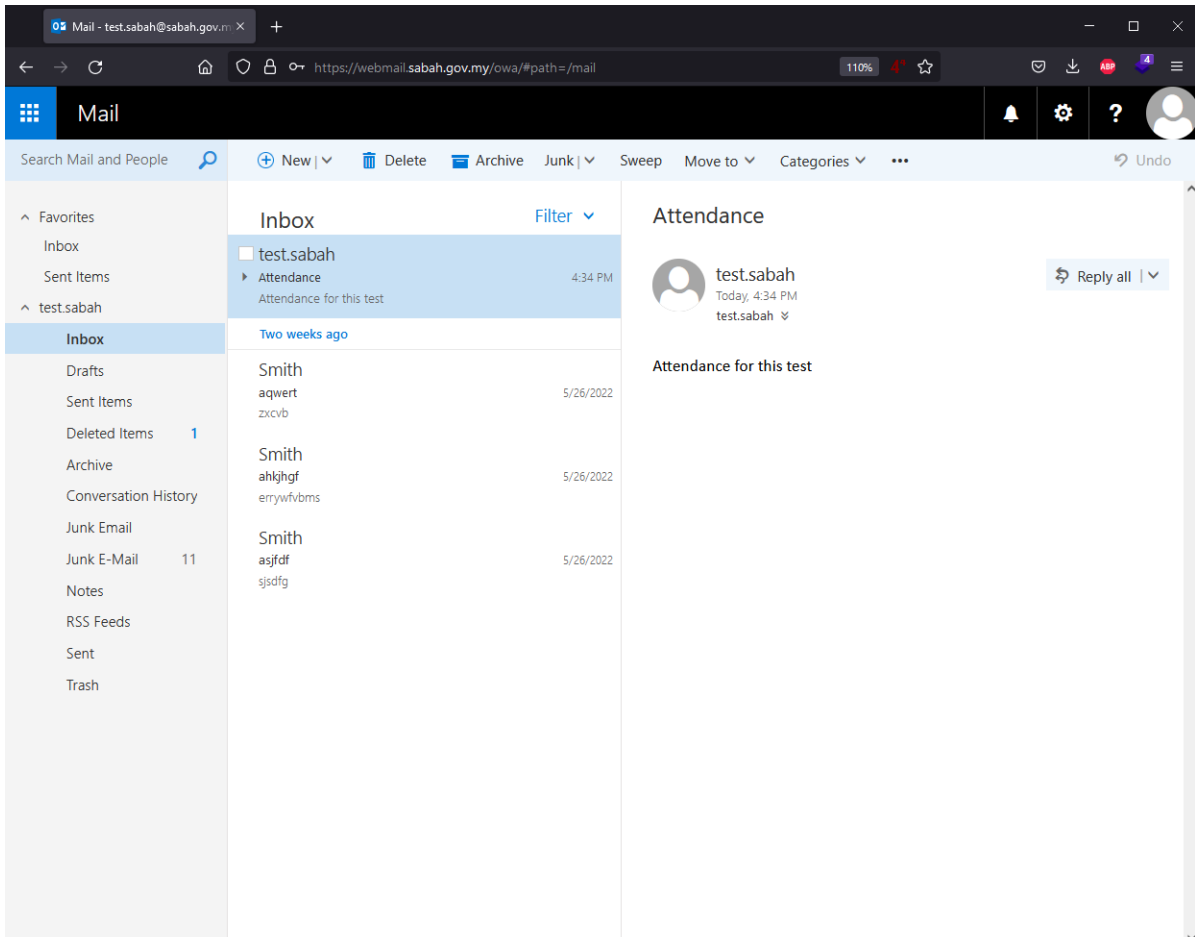 Mail - test.sabah@sabah.gov.m
https://webmail.sabah.gov.my/owa/#path=/mail
110%
4°
ABP
4
Mail
?
Search Mail and People
New
Delete
Archive
Junk
Sweep
Move to
Categories
Undo
Favorites
Inbox
Sent Items
test.sabah
Inbox
Drafts
Sent Items
Deleted Items 1
Archive
Conversation History
Junk Email
Junk E-Mail 11
Notes
RSS Feeds
Sent
Trash
Inbox
Filter
test.sabah
Attendance 4:34 PM
Attendance for this test
Two weeks ago
Smith
aqwert 5/26/2022
zxcvb
Smith
ahkjhgf 5/26/2022
errywfvbms
Smith
asjfdf 5/26/2022
sjsdfg
Attendance
test.sabah
Today, 4:34 PM
test.sabah
Reply all
Attendance for this test